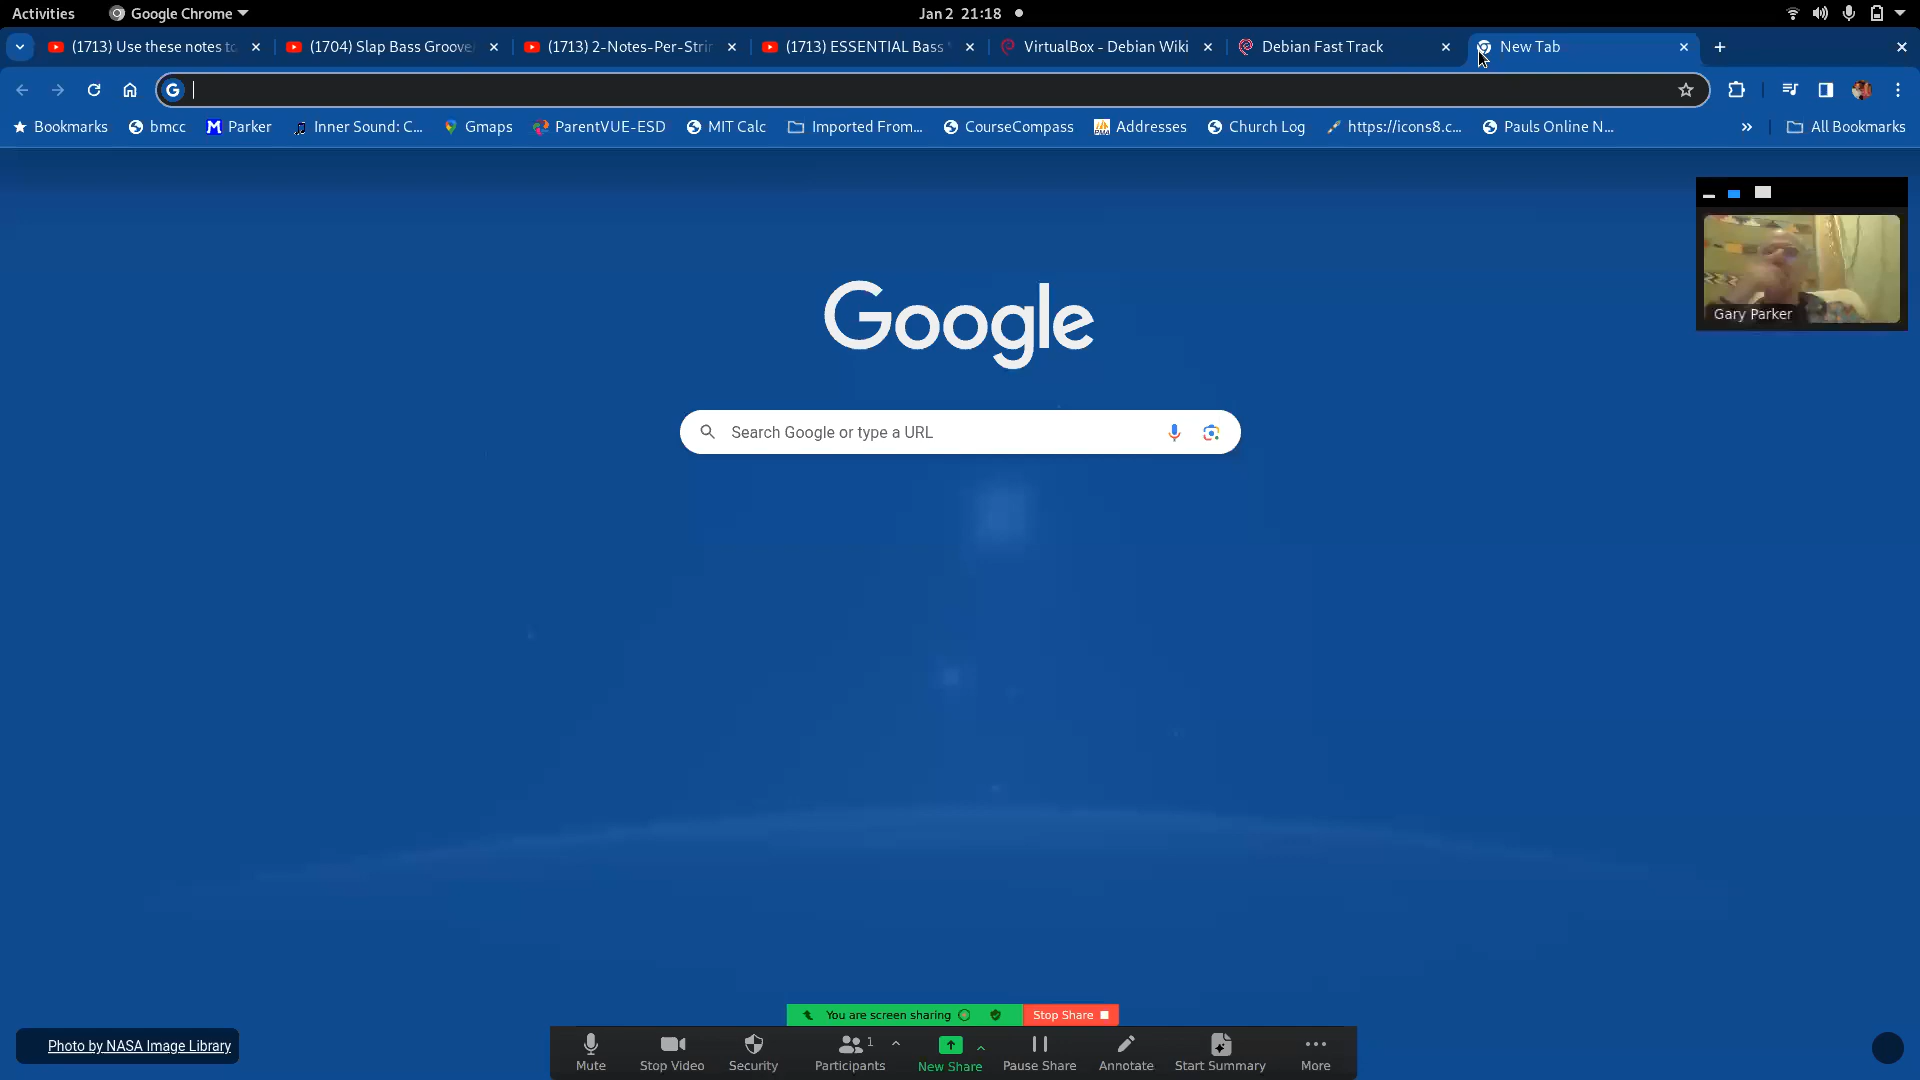 Activities Google Chrome Jan 2 21:18
(1713) Use these notes to (1704) Slap Bass Groove (1713) 2-Notes-Per-Strin (1713) ESSENTIAL Bass VirtualBox - Debian Wiki Debian Fast Track New Tab
Bookmarks bmcc Parker Inner Sound: C... Gmaps ParentVUE-ESD MIT Calc Imported From... CourseCompass Addresses Church Log https://icons8.c... Pauls Online N... » All Bookmarks
Gary Parker
Google
Search Google or type a URL
You are screen sharing Stop Share
Photo by NASA Image Library
1
Mute Stop Video Security Participants New Share Pause Share Annotate Start Summary More